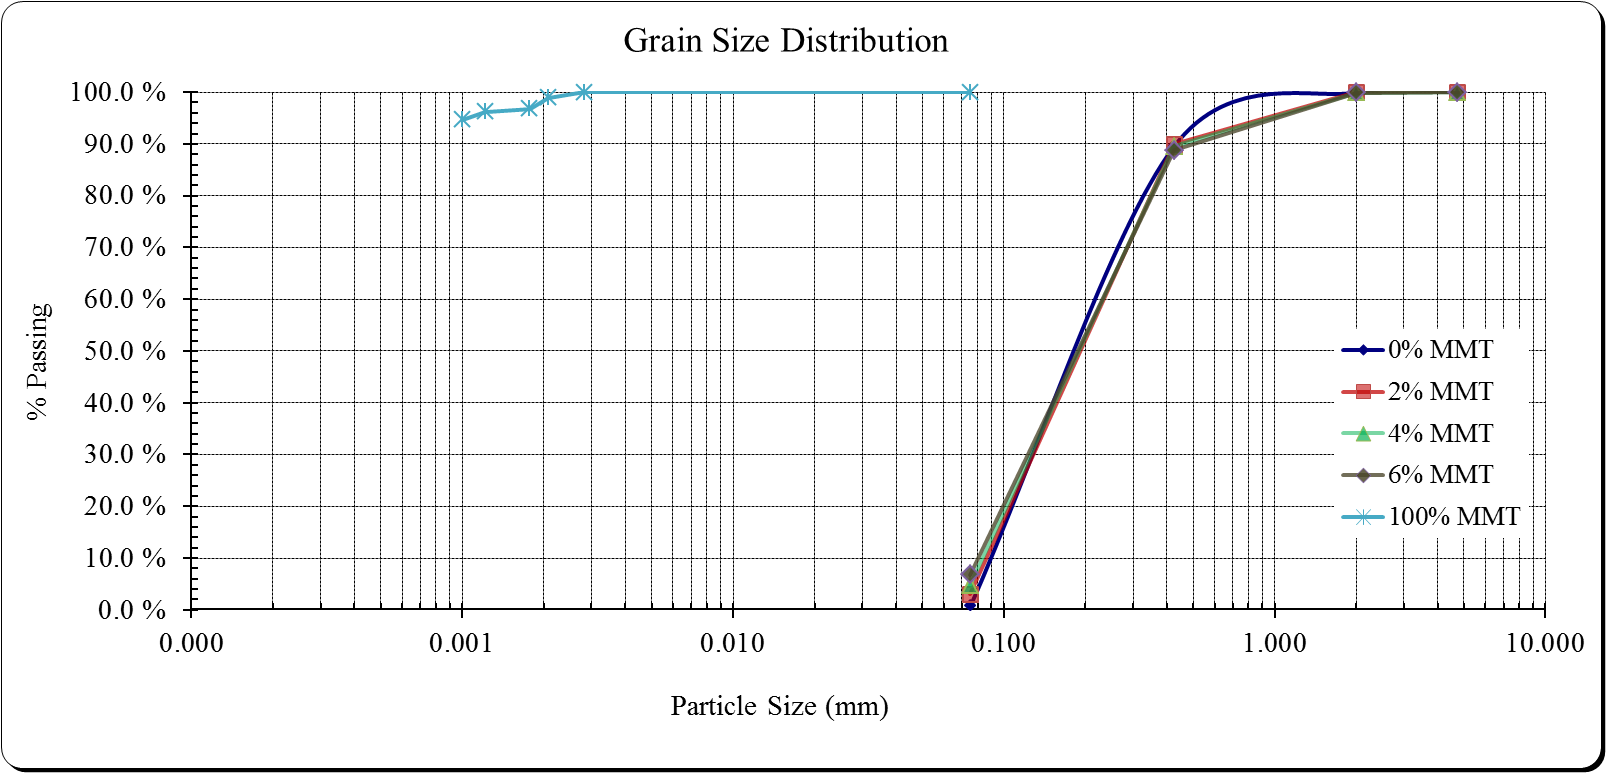 Grain Size Distribution
100.0 %
90.0 %
80.0 %
70.0 %
60.0 %
50.0 %
40.0 %
30.0 %
20.0 %
10.0 %
0.0 %
% Passing
0% MMT
2% MMT
4% MMT
6% MMT
100% MMT
0.000 0.001 0.010 0.100 1.000 10.000
Particle Size (mm)